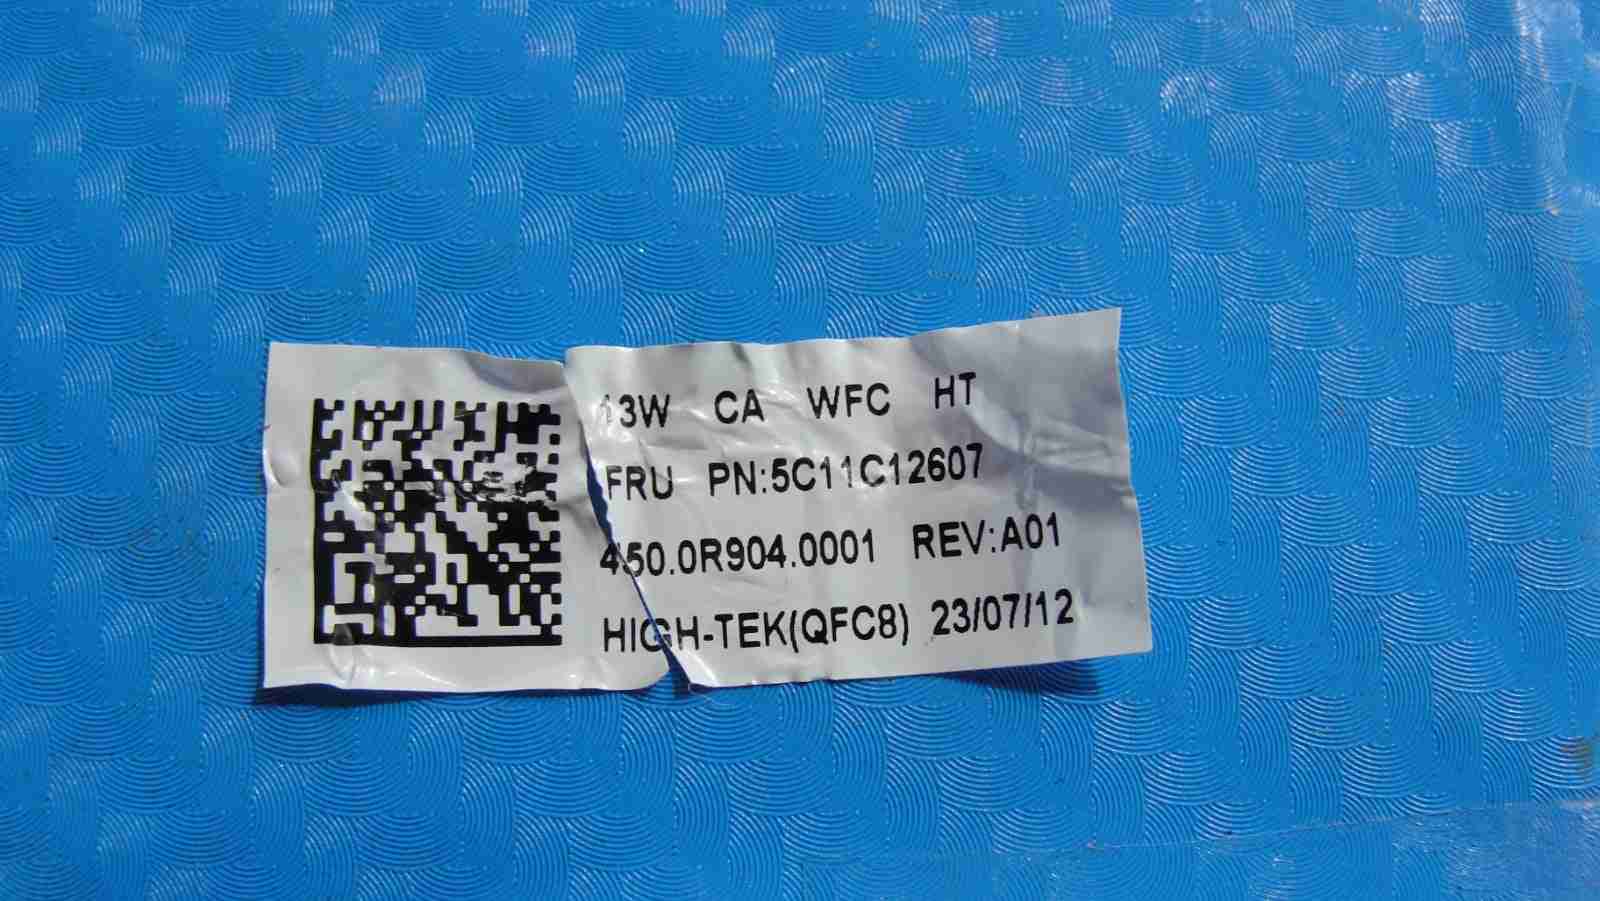 13W CA WFC HT
FRU PN:5C11C12607
450.0R904.0001 REV:A01
HIGH-TEK(QFC8) 23/07/12